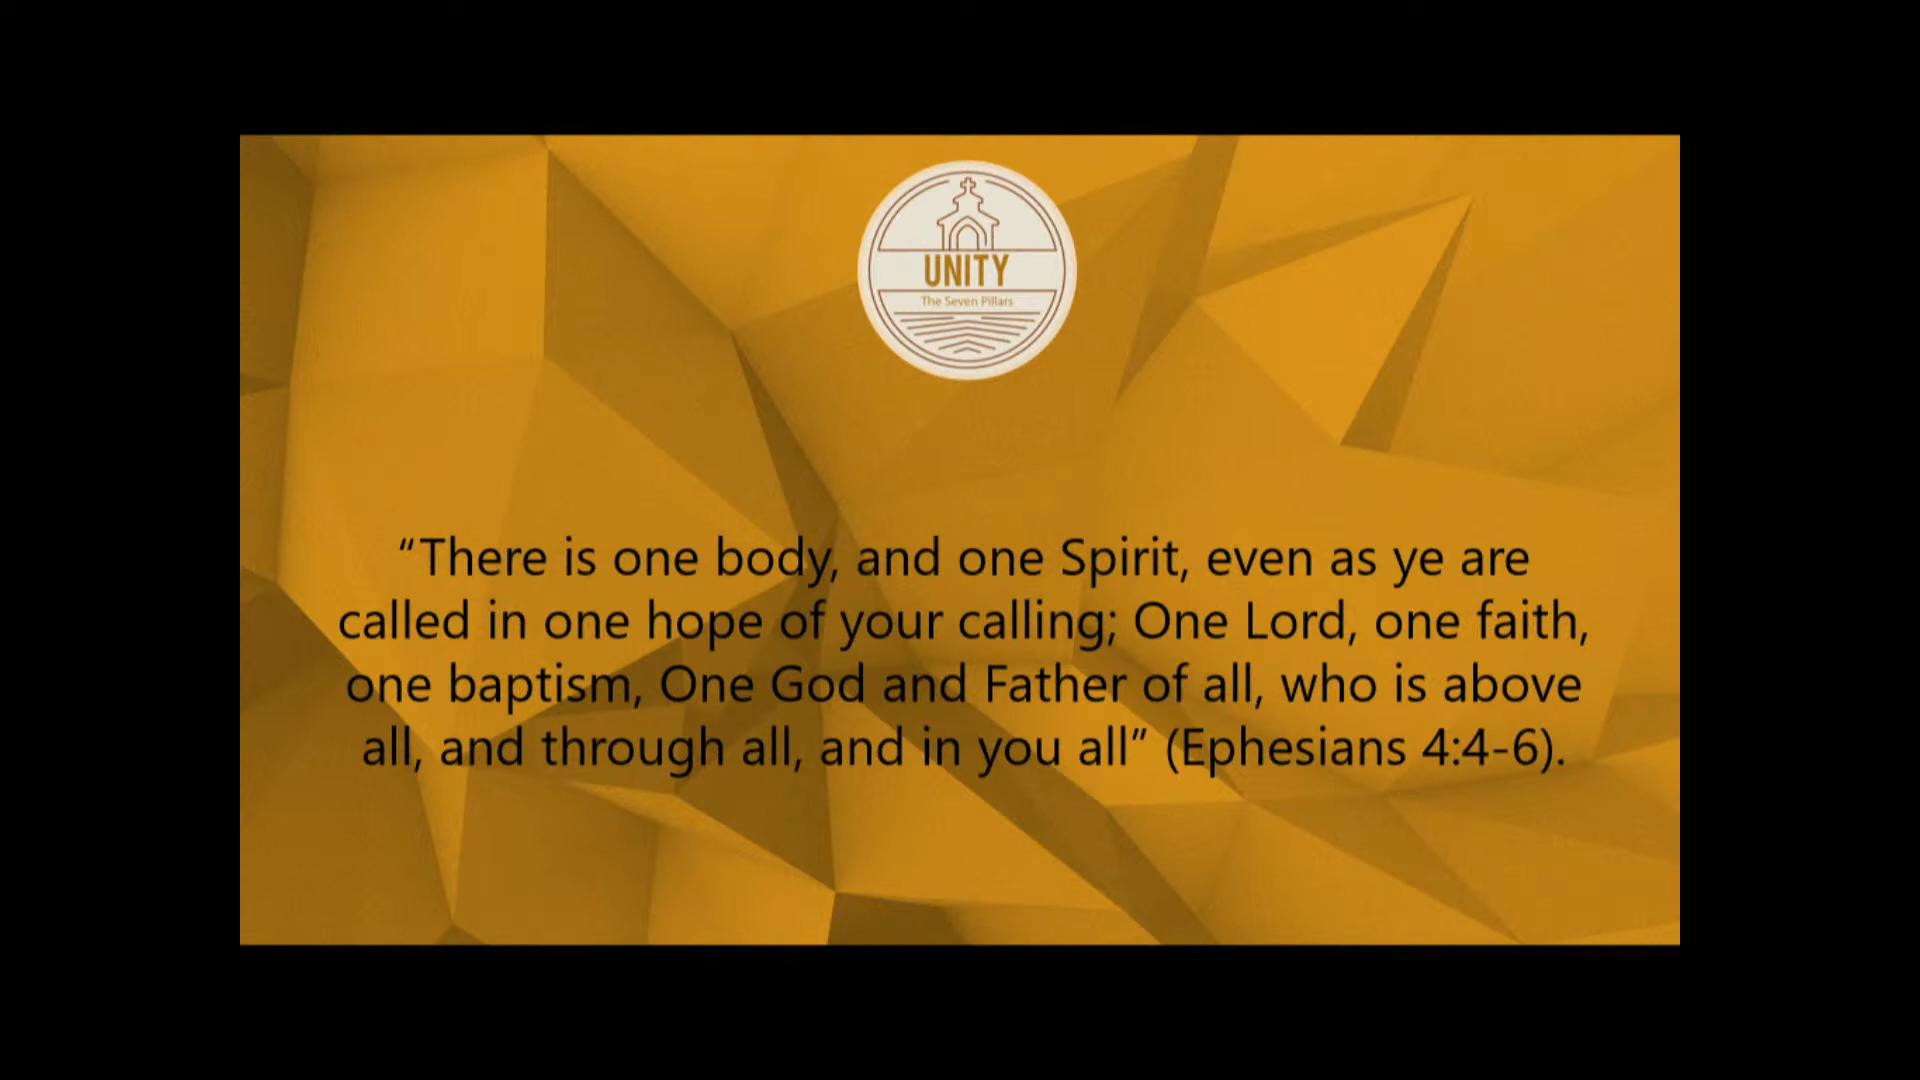 UNITY
The Seven Pillars
“There is one body, and one Spirit, even as ye are
called in one hope of your calling; One Lord, one faith,
one baptism, One God and Father of all, who is above
all, and through all, and in you all” (Ephesians 4:4-6).